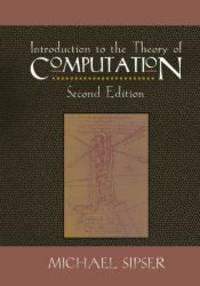 Introduction to the Theory of
COMPUTATION
Second Edition
MICHAEL SIPSER